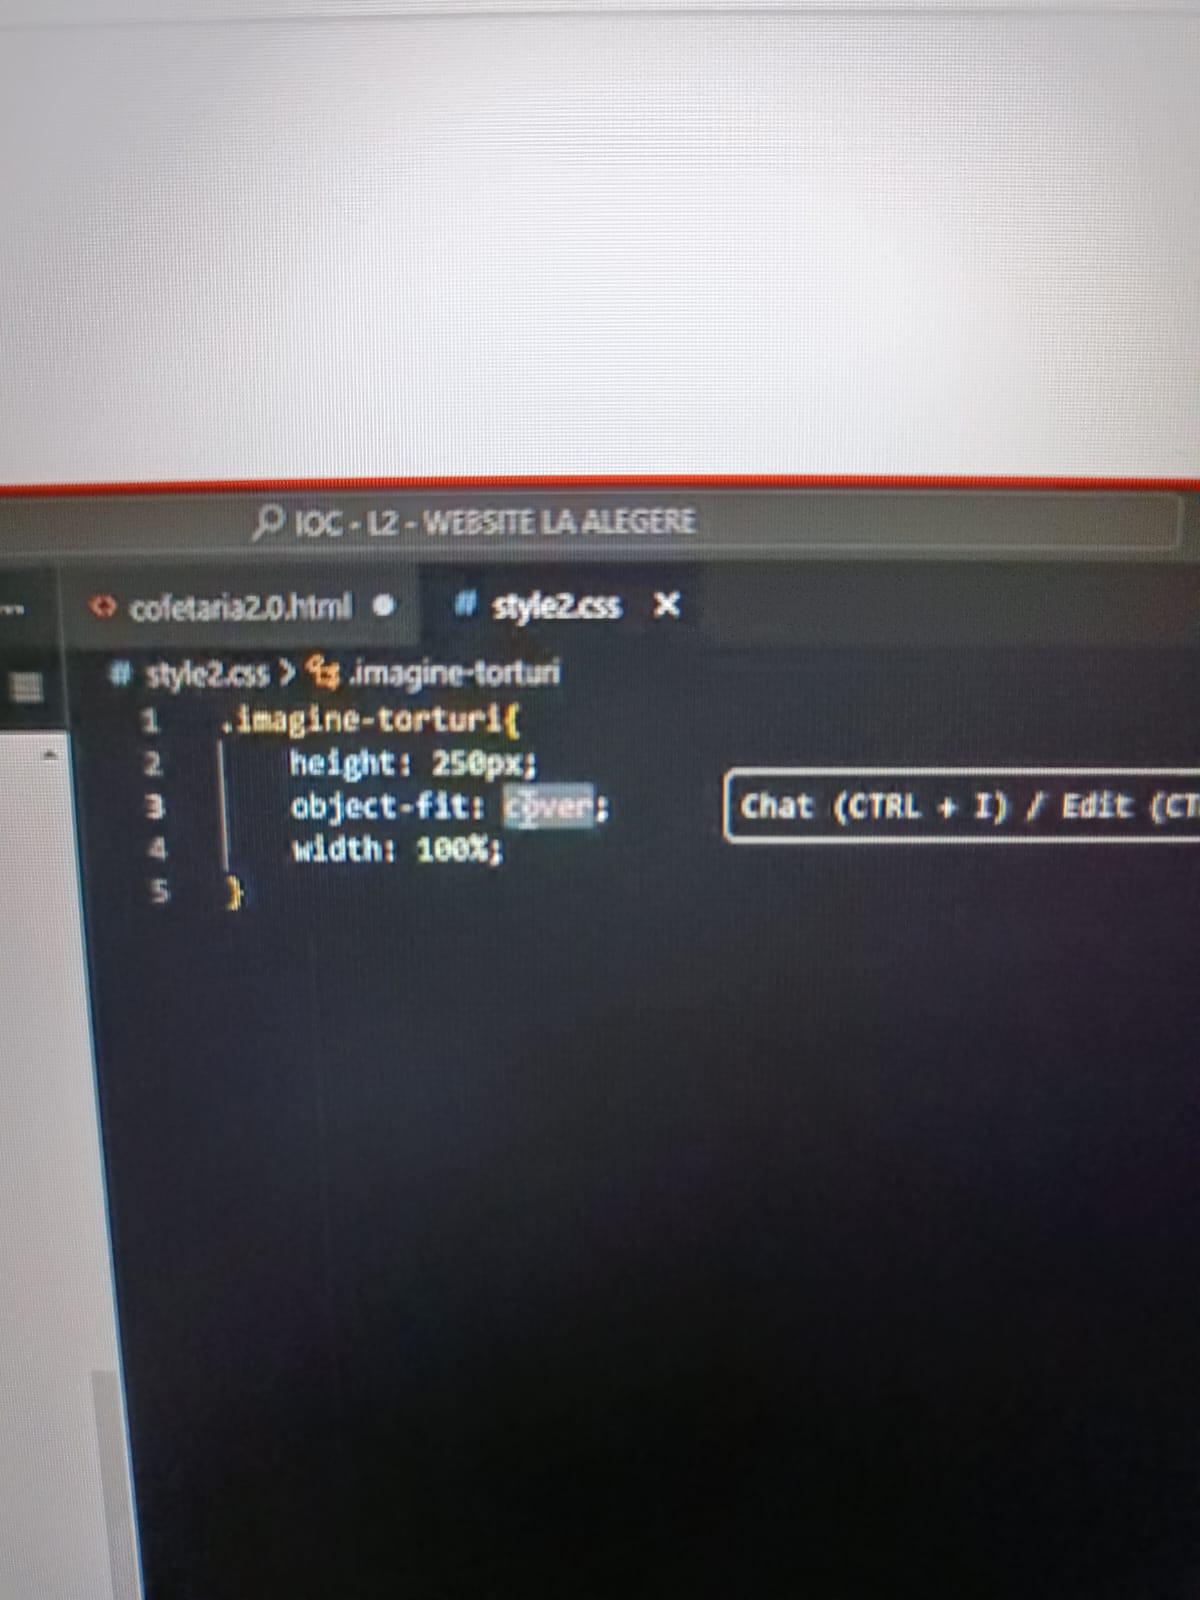 IOC - L2 - WEBSITE LA ALEGERE
cofetaria2.0.html
# style2.css X
# style2.css > .imagine-torturi
1 .imagine-torturi{
2 height: 250px;
3 object-fit: cover; Chat (CTRL + I) / Edit (CT
4 width: 100%;
5 }